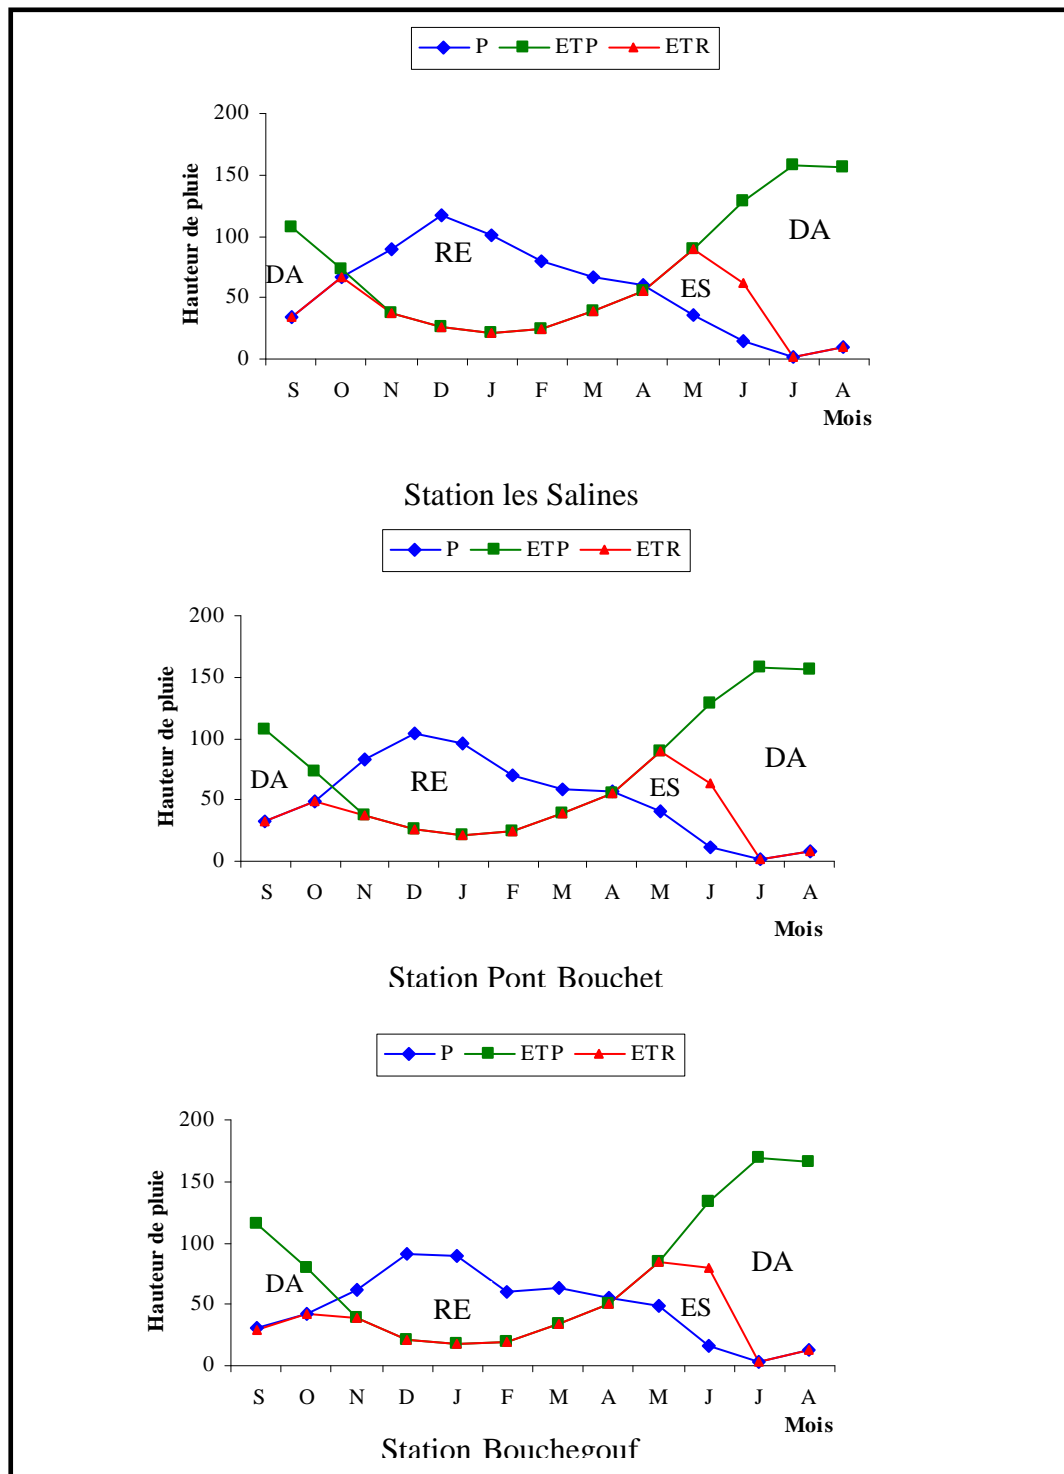 P ETP ETR
Hauteur de pluie
200
150
100
50
0
DA
RE
ES
DA
S O N D J F M A M J J A
Mois
Station les Salines
P ETP ETR
Hauteur de pluie
200
150
100
50
0
DA
RE
ES
DA
S O N D J F M A M J J A
Mois
Station Pont Bouchet
P ETP ETR
Hauteur de pluie
200
150
100
50
0
DA
RE
ES
DA
S O N D J F M A M J J A
Mois
Station Bouchegouf